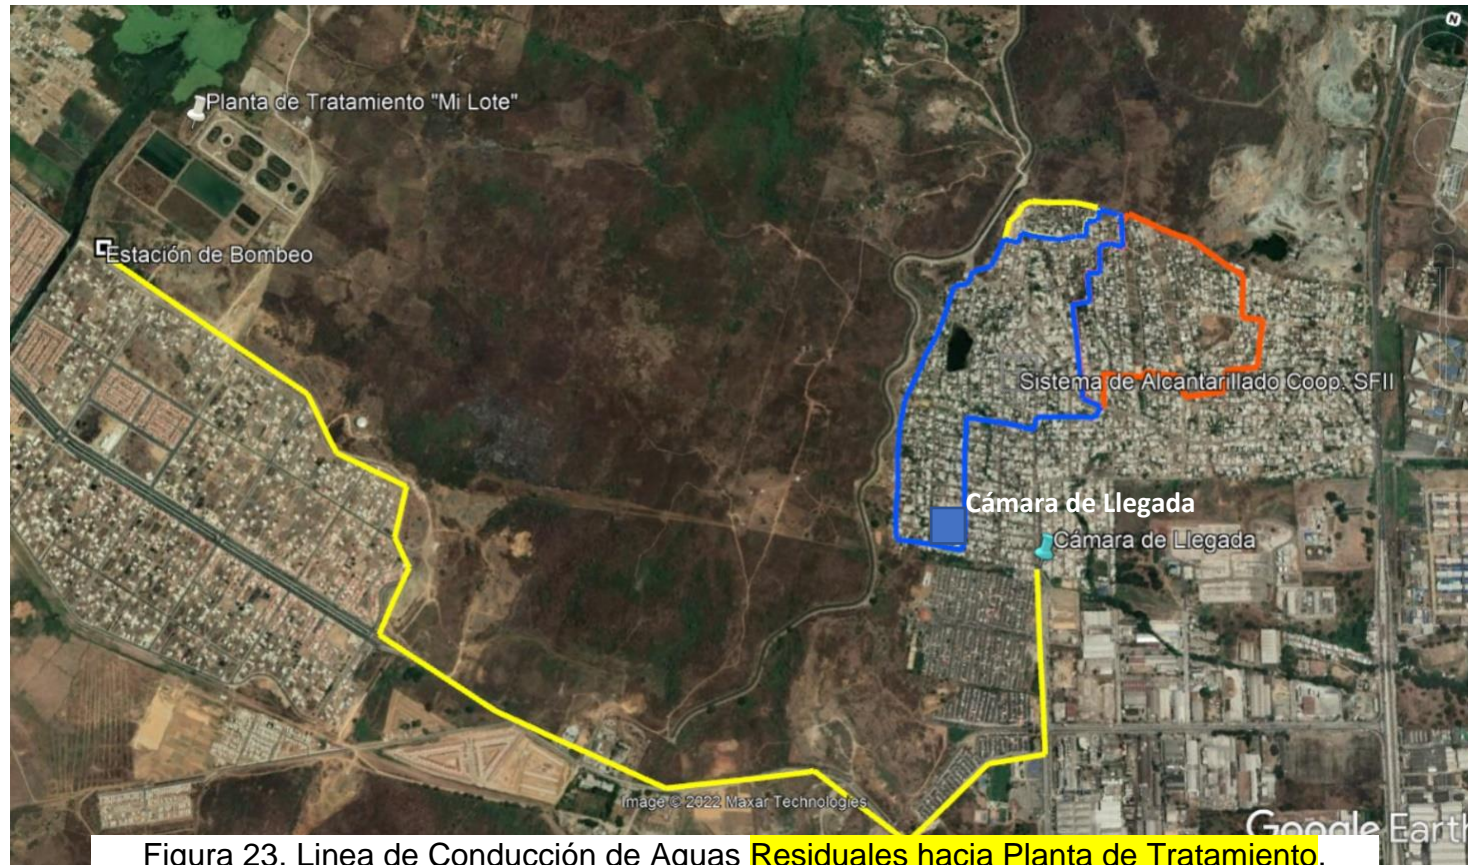 N
Planta de Tratamiento "Mi Lote"
Estación de Bombeo
Sistema de Alcantarillado Coop. SFII
Cámara de Llegada
Cámara de Llegada
Image © 2022 Maxar Technologies
Google Earth
Figura 23. Linea de Conducción de Aguas Residuales hacia Planta de Tratamiento.